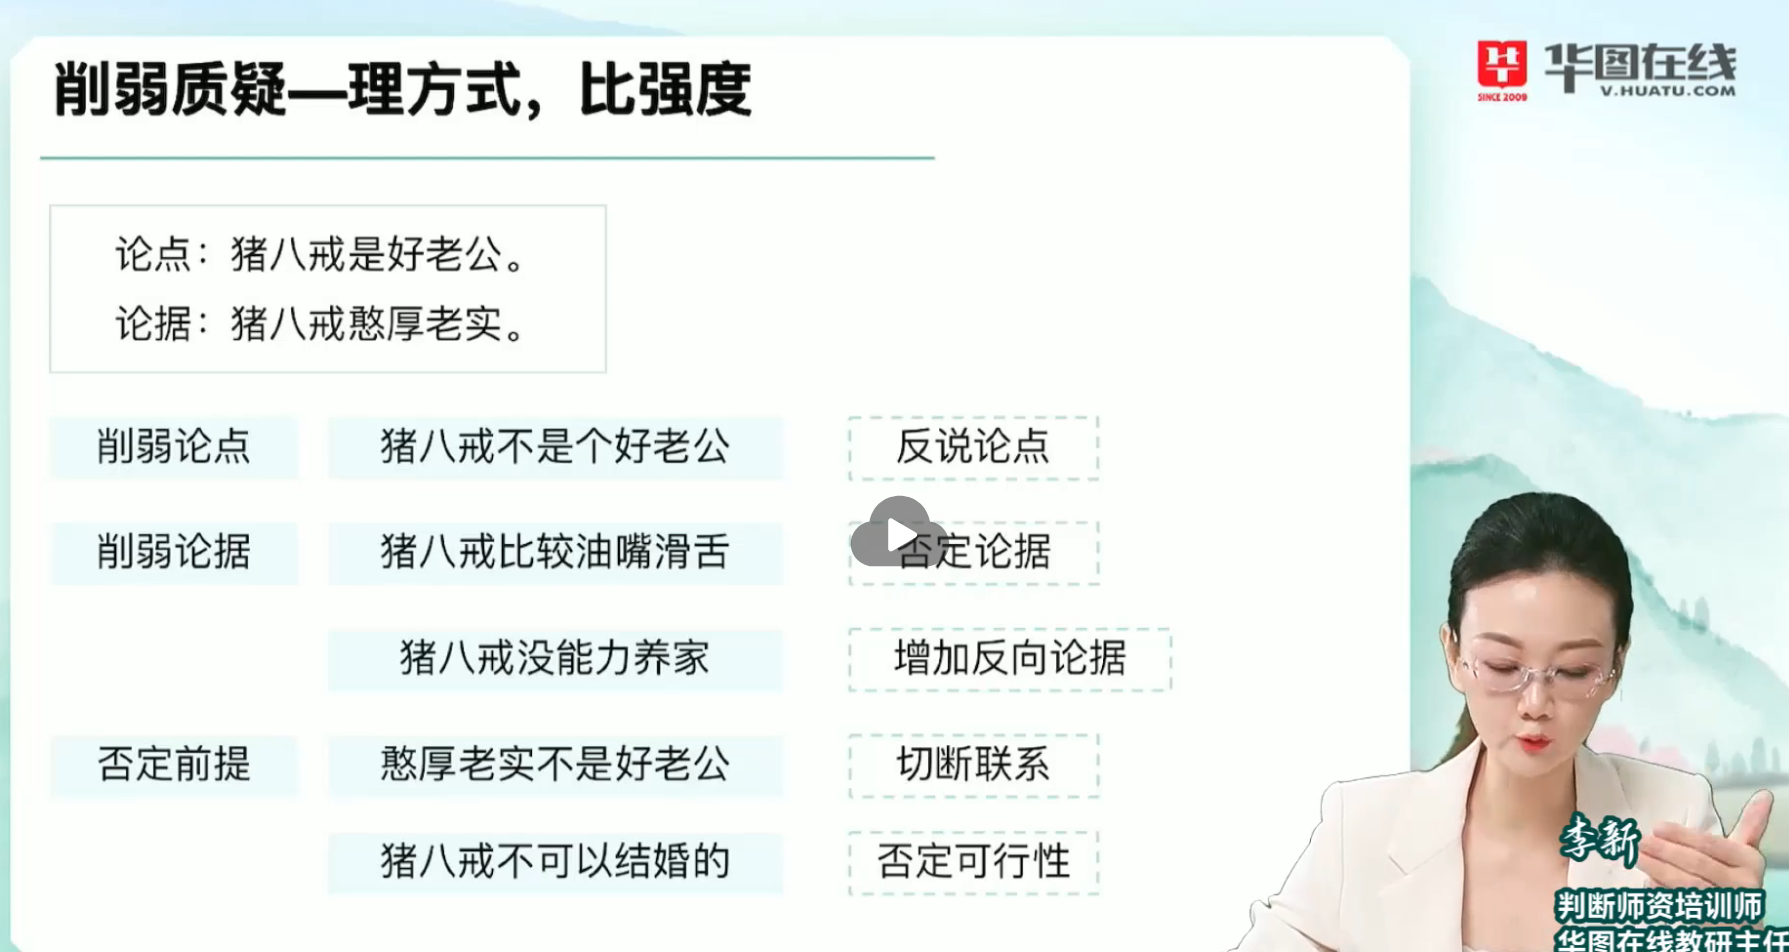 削弱质疑—理方式，比强度
华图在线
SINCE 2009
V.HUATU.COM
论点：猪八戒是好老公。
论据：猪八戒憨厚老实。
削弱论点 猪八戒不是个好老公 反说论点
削弱论据 猪八戒比较油嘴滑舌 否定论据
猪八戒没能力养家 增加反向论据
否定前提 憨厚老实不是好老公 切断联系
猪八戒不可以结婚的 否定可行性
李新
判断师资培训师
华图在线教研主任